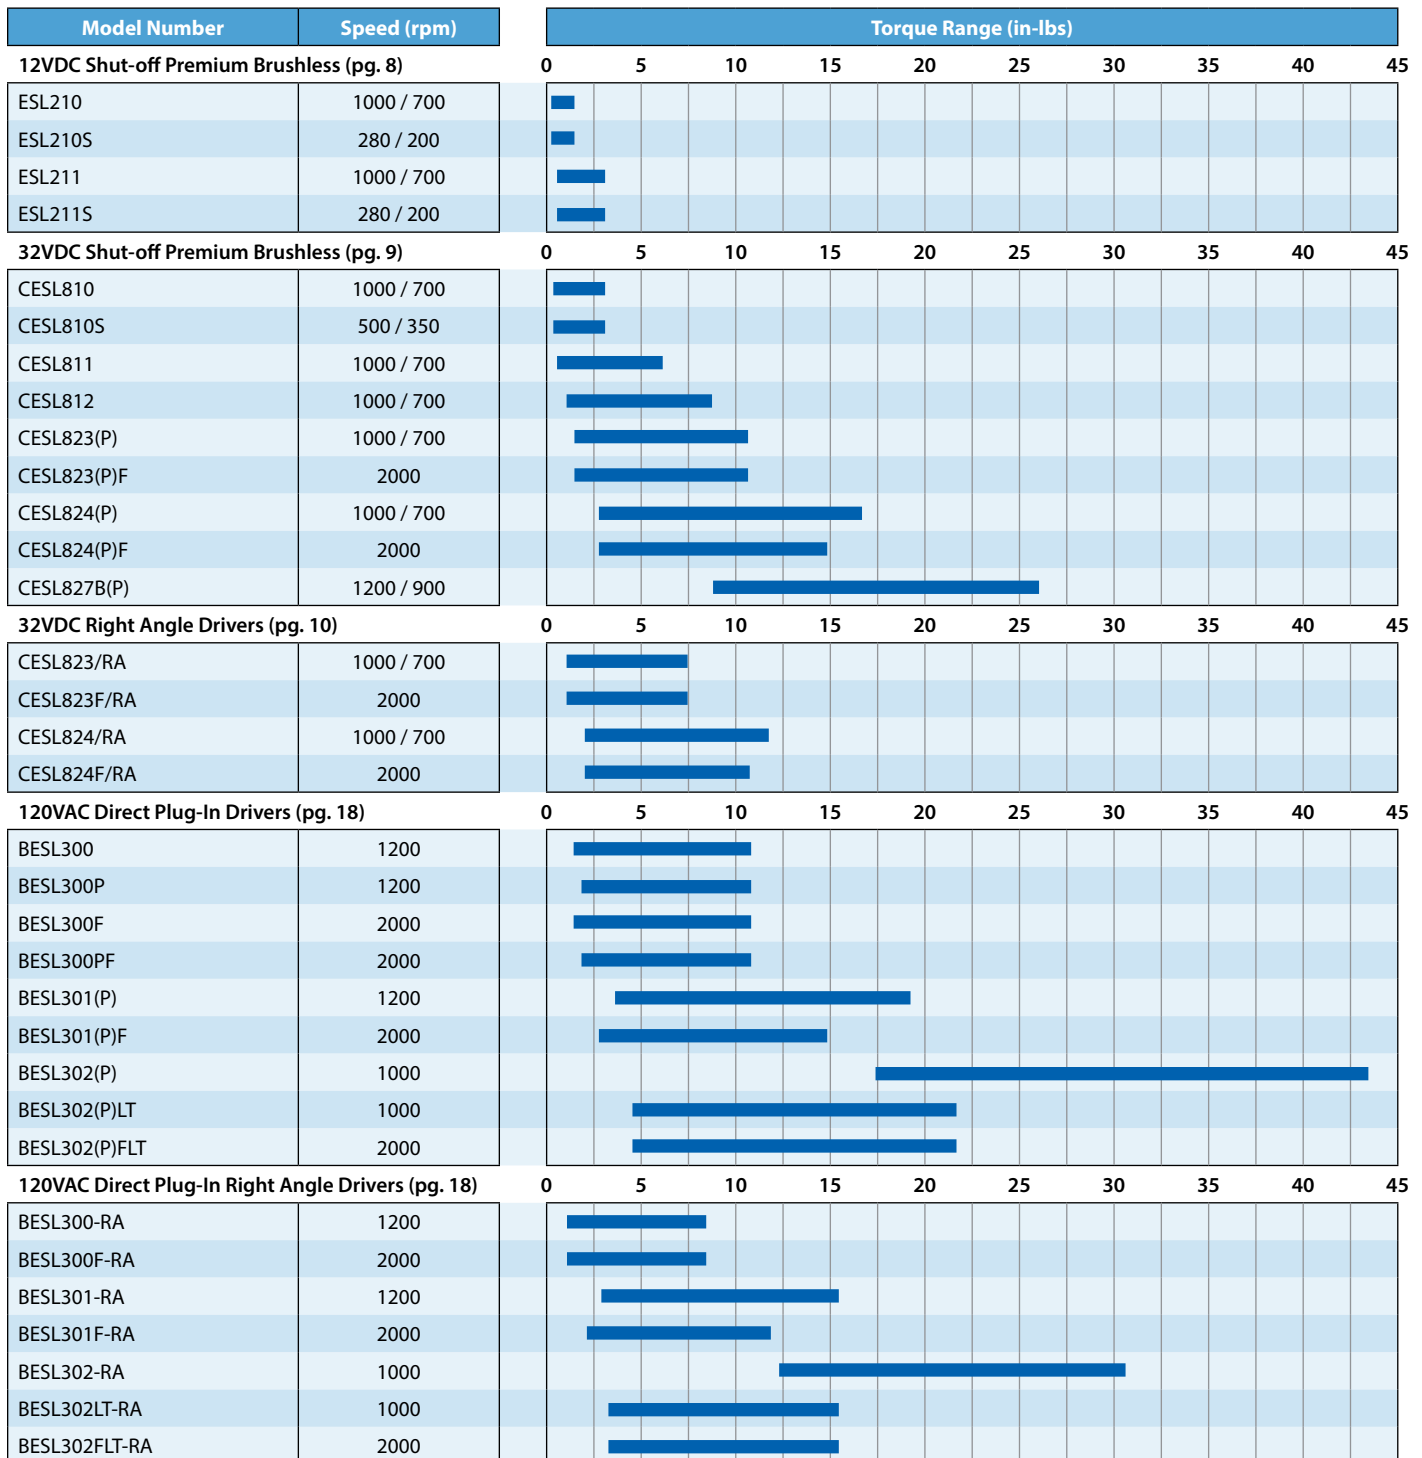 Model Number Speed (rpm) Torque Range (in-lbs)
12VDC Shut-off Premium Brushless (pg. 8) 0 5 10 15 20 25 30 35 40 45
ESL210 1000 / 700
ESL210S 280 / 200
ESL211 1000 / 700
ESL211S 280 / 200
32VDC Shut-off Premium Brushless (pg. 9) 0 5 10 15 20 25 30 35 40 45
CESL810 1000 / 700
CESL810S 500 / 350
CESL811 1000 / 700
CESL812 1000 / 700
CESL823(P) 1000 / 700
CESL823(P)F 2000
CESL824(P) 1000 / 700
CESL824(P)F 2000
CESL827B(P) 1200 / 900
32VDC Right Angle Drivers (pg. 10) 0 5 10 15 20 25 30 35 40 45
CESL823/RA 1000 / 700
CESL823F/RA 2000
CESL824/RA 1000 / 700
CESL824F/RA 2000
120VAC Direct Plug-In Drivers (pg. 18) 0 5 10 15 20 25 30 35 40 45
BESL300 1200
BESL300P 1200
BESL300F 2000
BESL300PF 2000
BESL301(P) 1200
BESL301(P)F 2000
BESL302(P) 1000
BESL302(P)LT 1000
BESL302(P)FLT 2000
120VAC Direct Plug-In Right Angle Drivers (pg. 18) 0 5 10 15 20 25 30 35 40 45
BESL300-RA 1200
BESL300F-RA 2000
BESL301-RA 1200
BESL301F-RA 2000
BESL302-RA 1000
BESL302LT-RA 1000
BESL302FLT-RA 2000